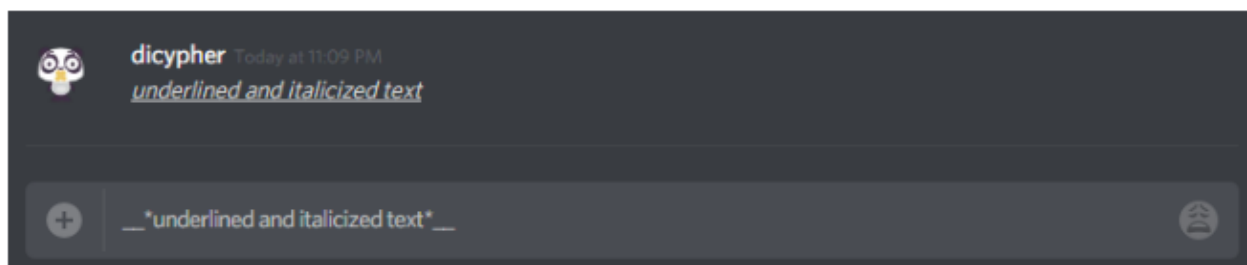 dicypher Today at 11:09 PM
underlined and italicized text
__*underlined and italicized text*__